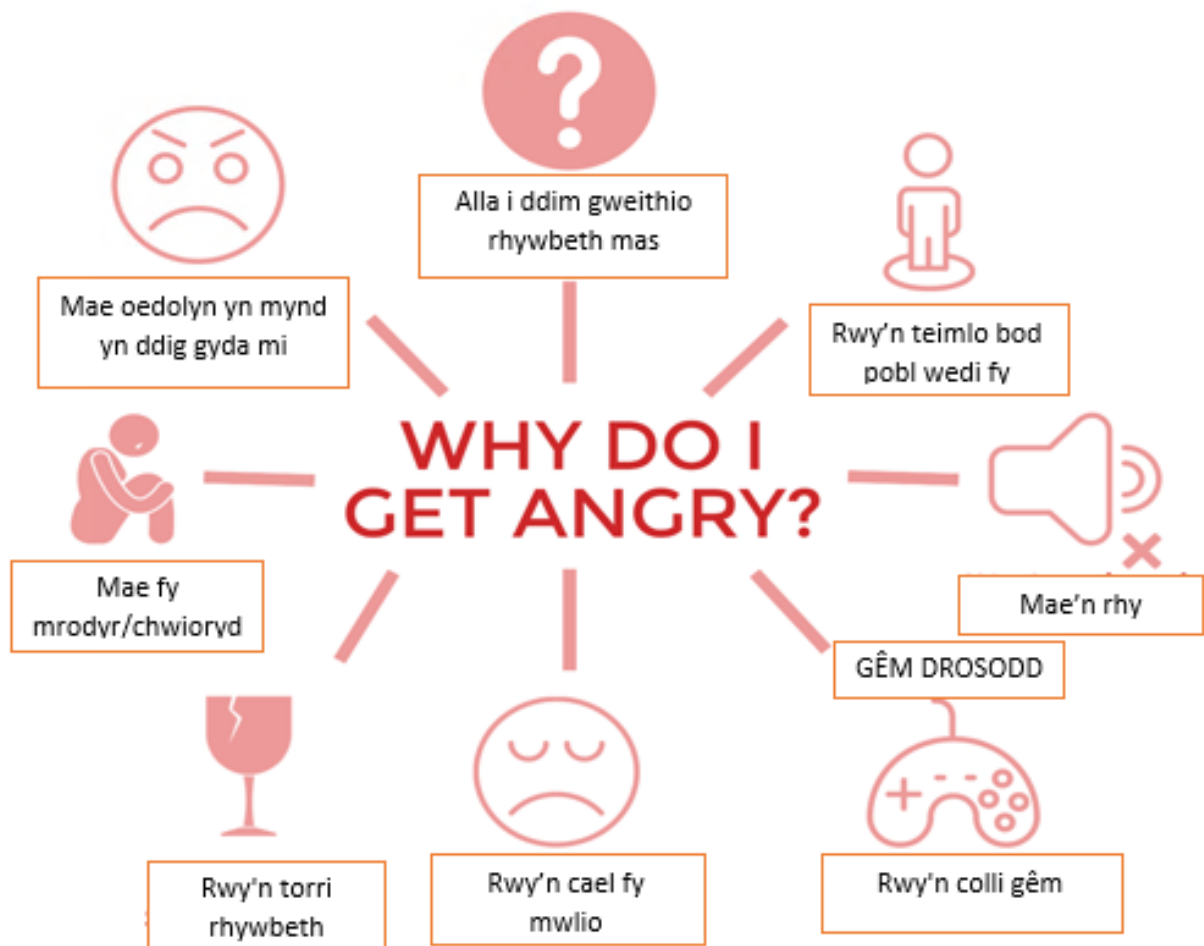 Alla i ddim gweithio
rhywbeth mas
Mae oedolyn yn mynd
yn ddig gyda mi
Rwy'n teimlo bod
pobl wedi fy
WHY DO I
GET ANGRY?
Mae fy
mrodyr/chwioryd
Mae'n rhy
GÊM DROSODD
Rwy'n torri
rhywbeth
Rwy'n cael fy
mwlio
Rwy'n colli gêm